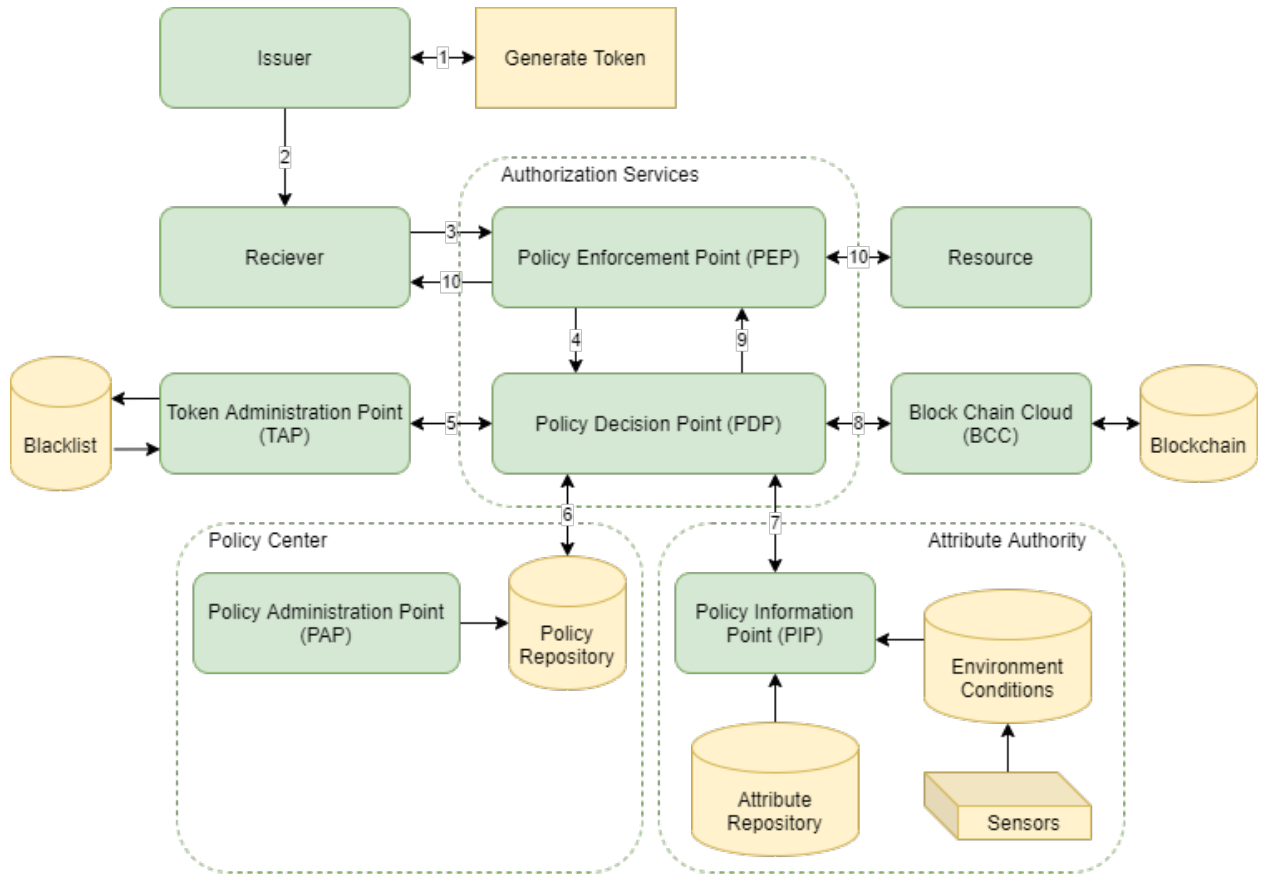 Issuer
1
Generate Token
2
Authorization Services
Reciever
3
10
Policy Enforcement Point (PEP)
10
Resource
4
9
Blacklist
Token Administration Point
(TAP)
5
Policy Decision Point (PDP)
8
Block Chain Cloud
(BCC)
Blockchain
6
7
Policy Center
Attribute Authority
Policy Administration Point
(PAP)
Policy
Repository
Policy Information
Point (PIP)
Environment
Conditions
Attribute
Repository
Sensors